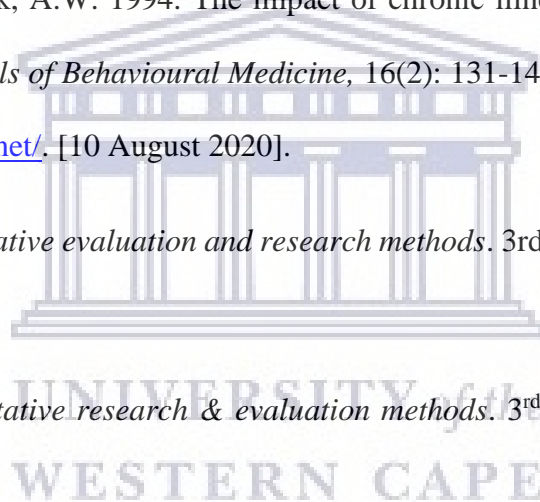 k, A.W. 1994. The impact of chronic illne
ls of Behavioural Medicine, 16(2): 131-14
net/. [10 August 2020].
ative evaluation and research methods. 3rd
UNIVERSITY of the
tative research & evaluation methods. 3rd
WESTERN CAPE